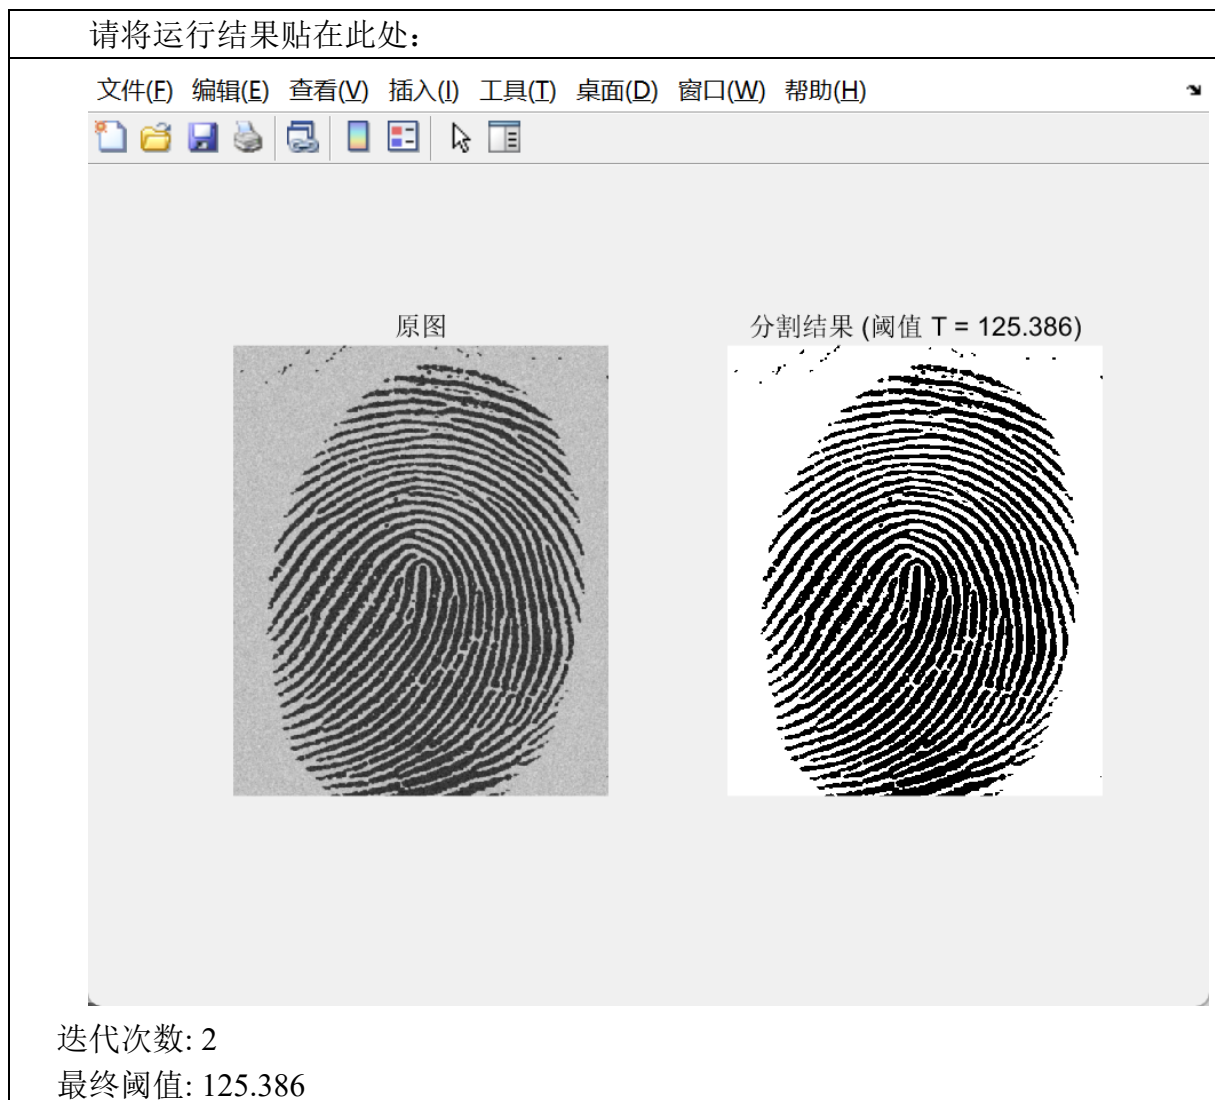 请将运行结果贴在此处：
文件(F) 编辑(E) 查看(V) 插入(I) 工具(T) 桌面(D) 窗口(W) 帮助(H)
原图
分割结果 (阈值 T = 125.386)
迭代次数: 2
最终阈值: 125.386